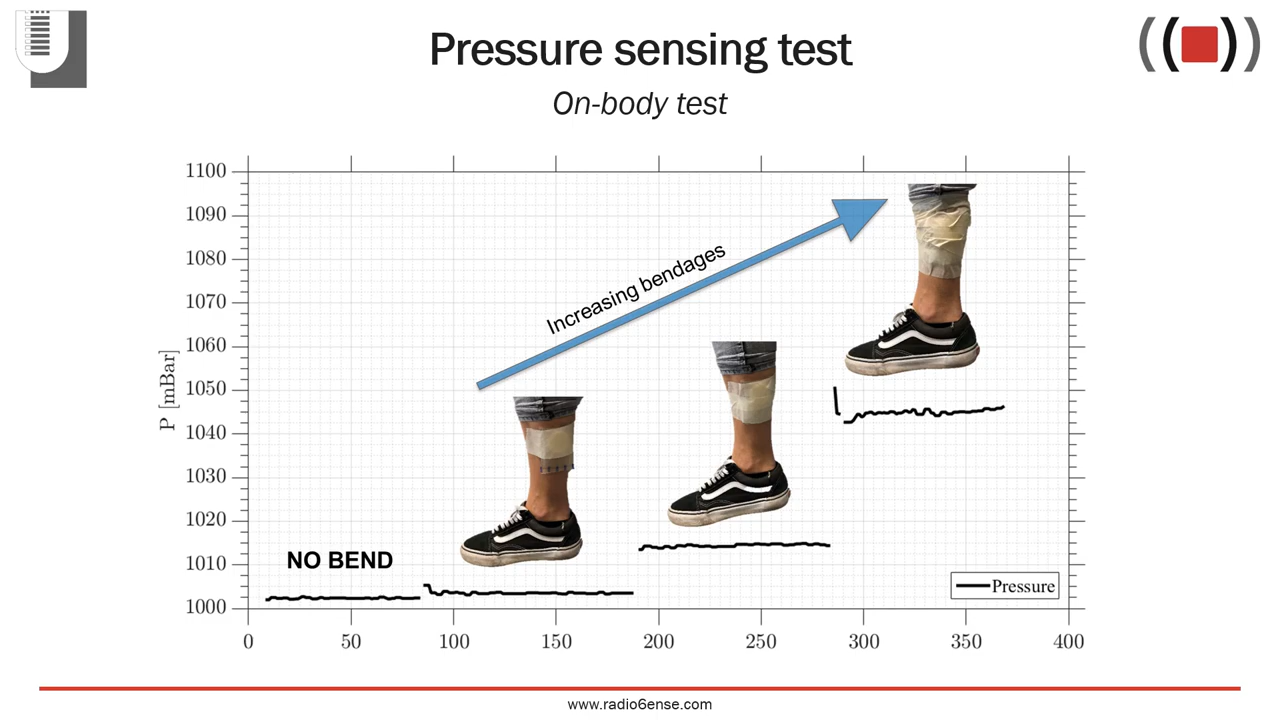 Pressure sensing test
On-body test
1100
1090
1080
1070
1060
1050
1040
1030
1020
1010
1000
P [mBar]
Increasing bendages
NO BEND
Pressure
0 50 100 150 200 250 300 350 400
www.radio6ense.com